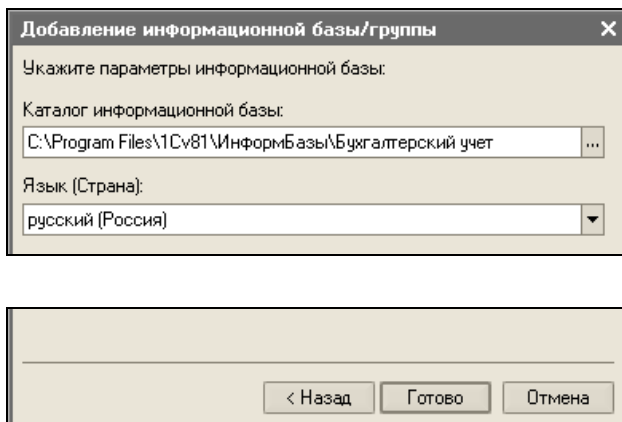 Добавление информационной базы/группы
Укажите параметры информационной базы:
Каталог информационной базы:
C:\Program Files\1Cv81\ИнформБазы\Бухгалтерский учет
...
Язык (Страна):
русский (Россия)
< Назад Готово Отмена